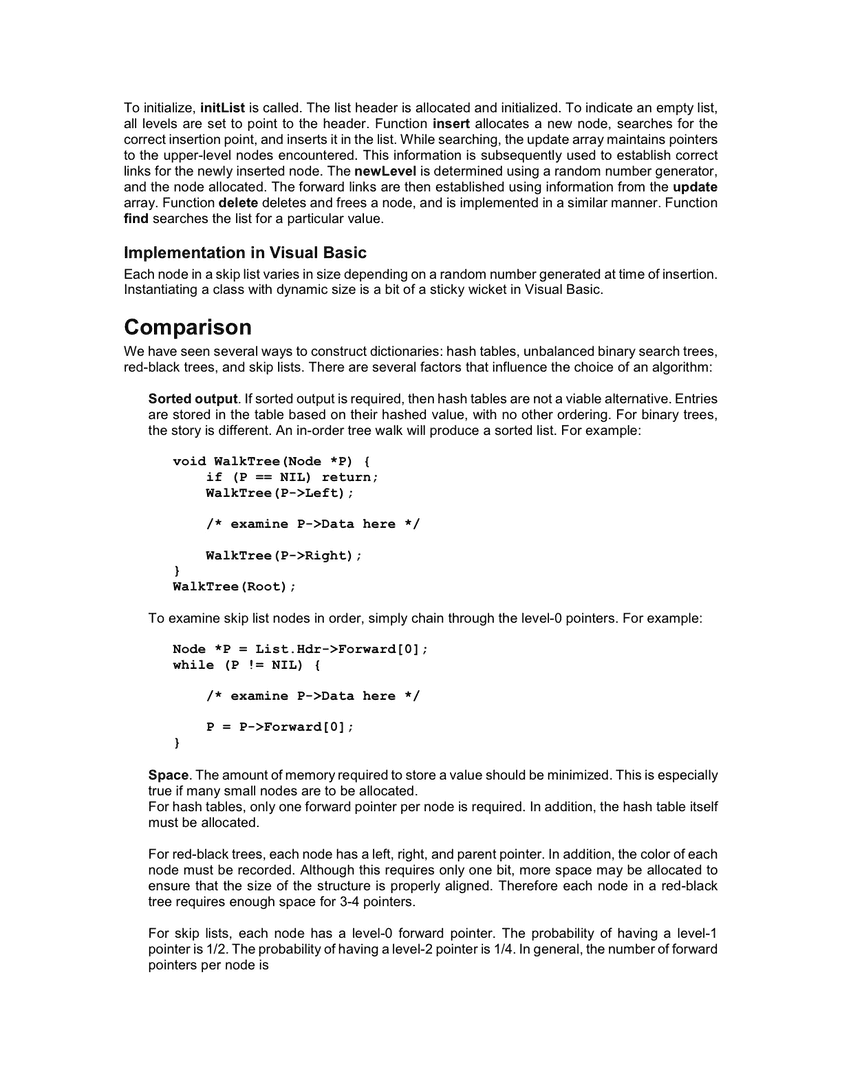 To initialize, initList is called. The list header is allocated and initialized. To indicate an empty list,
all levels are set to point to the header. Function insert allocates a new node, searches for the
correct insertion point, and inserts it in the list. While searching, the update array maintains pointers
to the upper-level nodes encountered. This information is subsequently used to establish correct
links for the newly inserted node. The newLevel is determined using a random number generator,
and the node allocated. The forward links are then established using information from the update
array. Function delete deletes and frees a node, and is implemented in a similar manner. Function
find searches the list for a particular value.
Implementation in Visual Basic
Each node in a skip list varies in size depending on a random number generated at time of insertion.
Instantiating a class with dynamic size is a bit of a sticky wicket in Visual Basic.
Comparison
We have seen several ways to construct dictionaries: hash tables, unbalanced binary search trees,
red-black trees, and skip lists. There are several factors that influence the choice of an algorithm:
Sorted output. If sorted output is required, then hash tables are not a viable alternative. Entries
are stored in the table based on their hashed value, with no other ordering. For binary trees,
the story is different. An in-order tree walk will produce a sorted list. For example:
void WalkTree(Node *P) {
    if (P == NIL) return;
    WalkTree(P->Left);
    /* examine P->Data here */
    WalkTree(P->Right);
}
WalkTree(Root);
To examine skip list nodes in order, simply chain through the level-0 pointers. For example:
Node *P = List.Hdr->Forward[0];
while (P != NIL) {
    /* examine P->Data here */
    P = P->Forward[0];
}
Space. The amount of memory required to store a value should be minimized. This is especially
true if many small nodes are to be allocated.
For hash tables, only one forward pointer per node is required. In addition, the hash table itself
must be allocated.
For red-black trees, each node has a left, right, and parent pointer. In addition, the color of each
node must be recorded. Although this requires only one bit, more space may be allocated to
ensure that the size of the structure is properly aligned. Therefore each node in a red-black
tree requires enough space for 3-4 pointers.
For skip lists, each node has a level-0 forward pointer. The probability of having a level-1
pointer is 1/2. The probability of having a level-2 pointer is 1/4. In general, the number of forward
pointers per node is